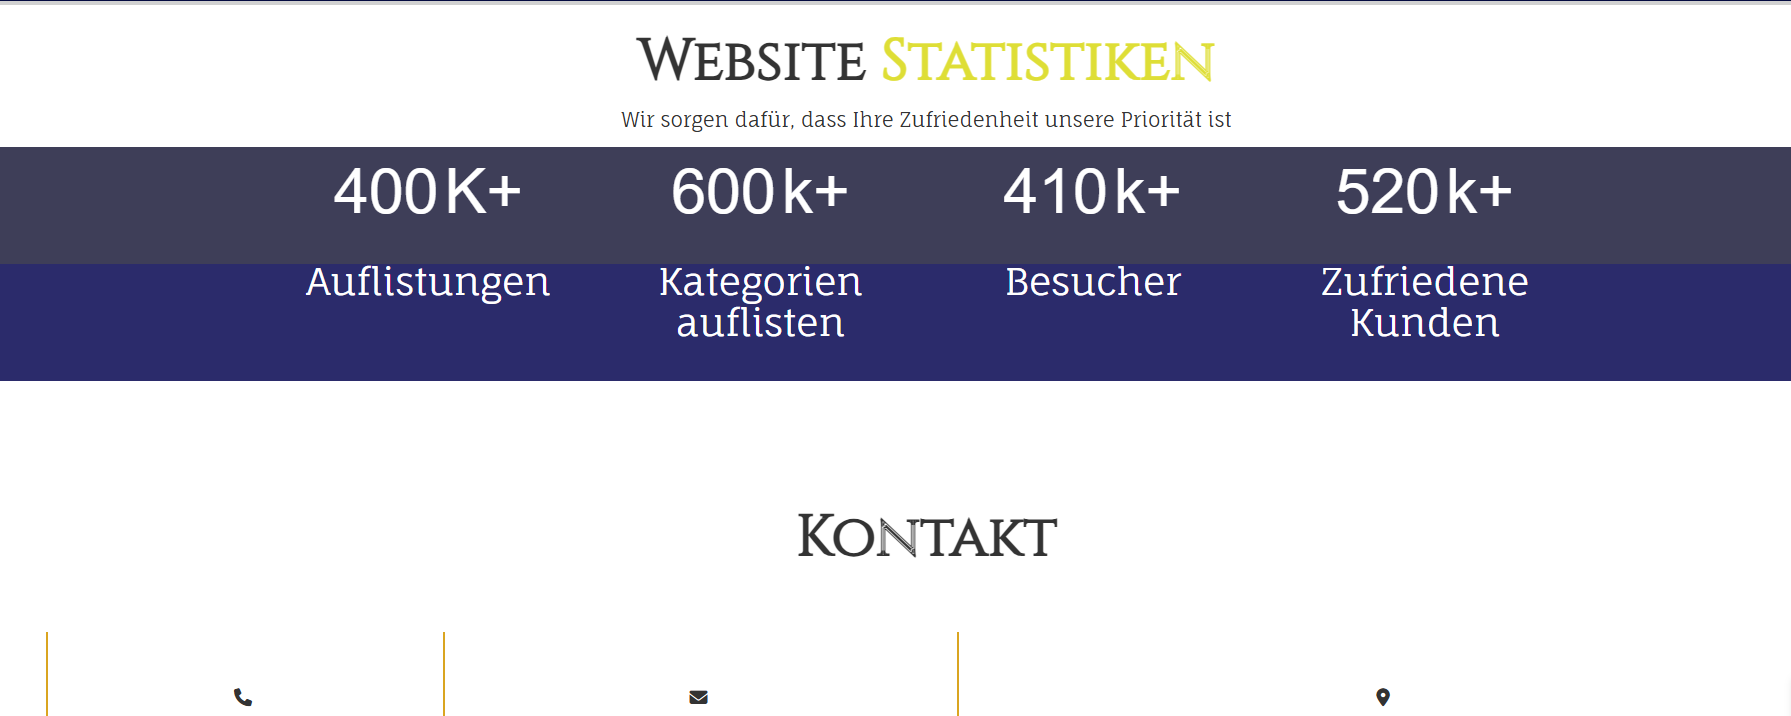 Website Statistiken
Wir sorgen dafür, dass Ihre Zufriedenheit unsere Priorität ist
400K+ 600k+ 410k+ 520k+
Auflistungen Kategorien Besucher Zufriedene
auflisten Kunden
Kontakt